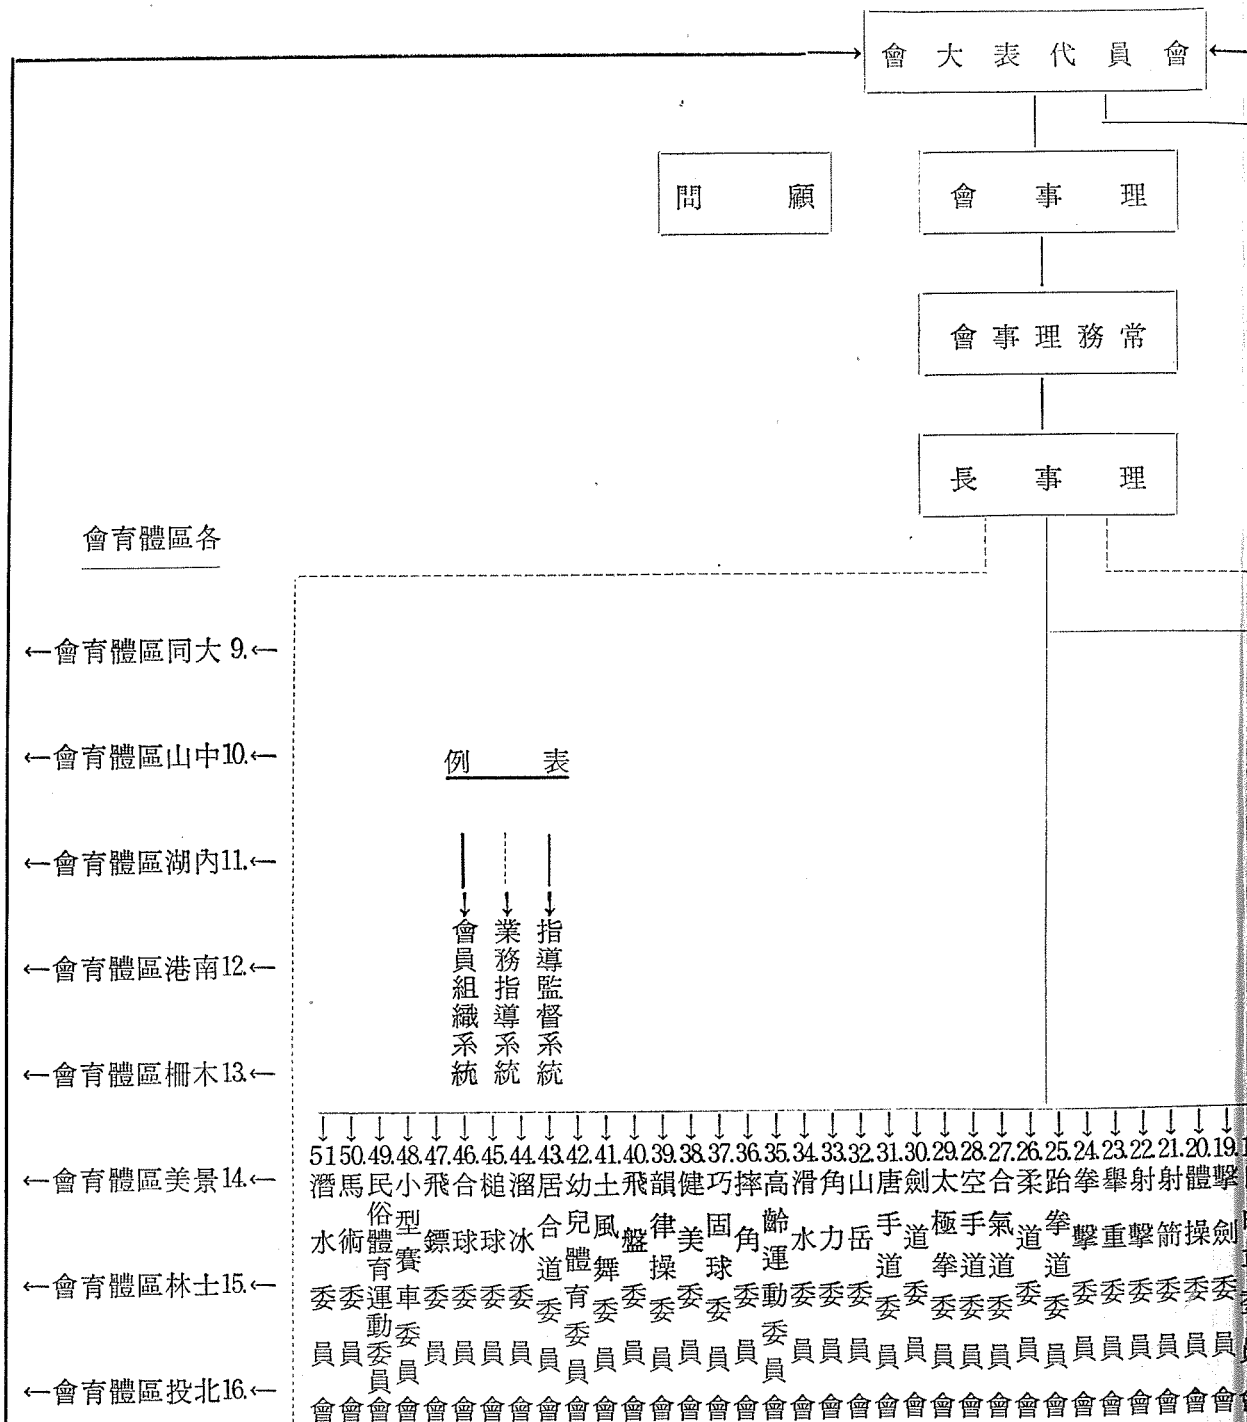 會員代表大會
理事會
顧問
常務理事會
理事長
各區體育會
9.大同區體育會
10.中山區體育會
11.內湖區體育會
12.南港區體育會
13.木柵區體育會
14.景美區體育會
15.士林區體育會
16.北投區體育會
表例
指導監督系統
業務指導系統
會員組織系統
19.擊劍委員會
20.體操委員會
21.射箭委員會
22.射擊委員會
23.舉重委員會
24.拳擊委員會
25.跆拳道委員會
26.柔道委員會
27.合氣道委員會
28.空手道委員會
29.太極拳委員會
30.劍道委員會
31.唐手道委員會
32.山岳委員會
33.角力委員會
34.滑水委員會
35.高齡運動委員會
36.摔角委員會
37.巧固球委員會
38.健美委員會
39.韻律操委員會
40.飛盤委員會
41.土風舞委員會
42.幼兒體育委員會
43.居合道委員會
44.溜冰委員會
45.槌球委員會
46.合球委員會
47.飛鏢委員會
48.小型賽車委員會
49.民俗體育運動委員會
50.馬術委員會
51.潛水委員會